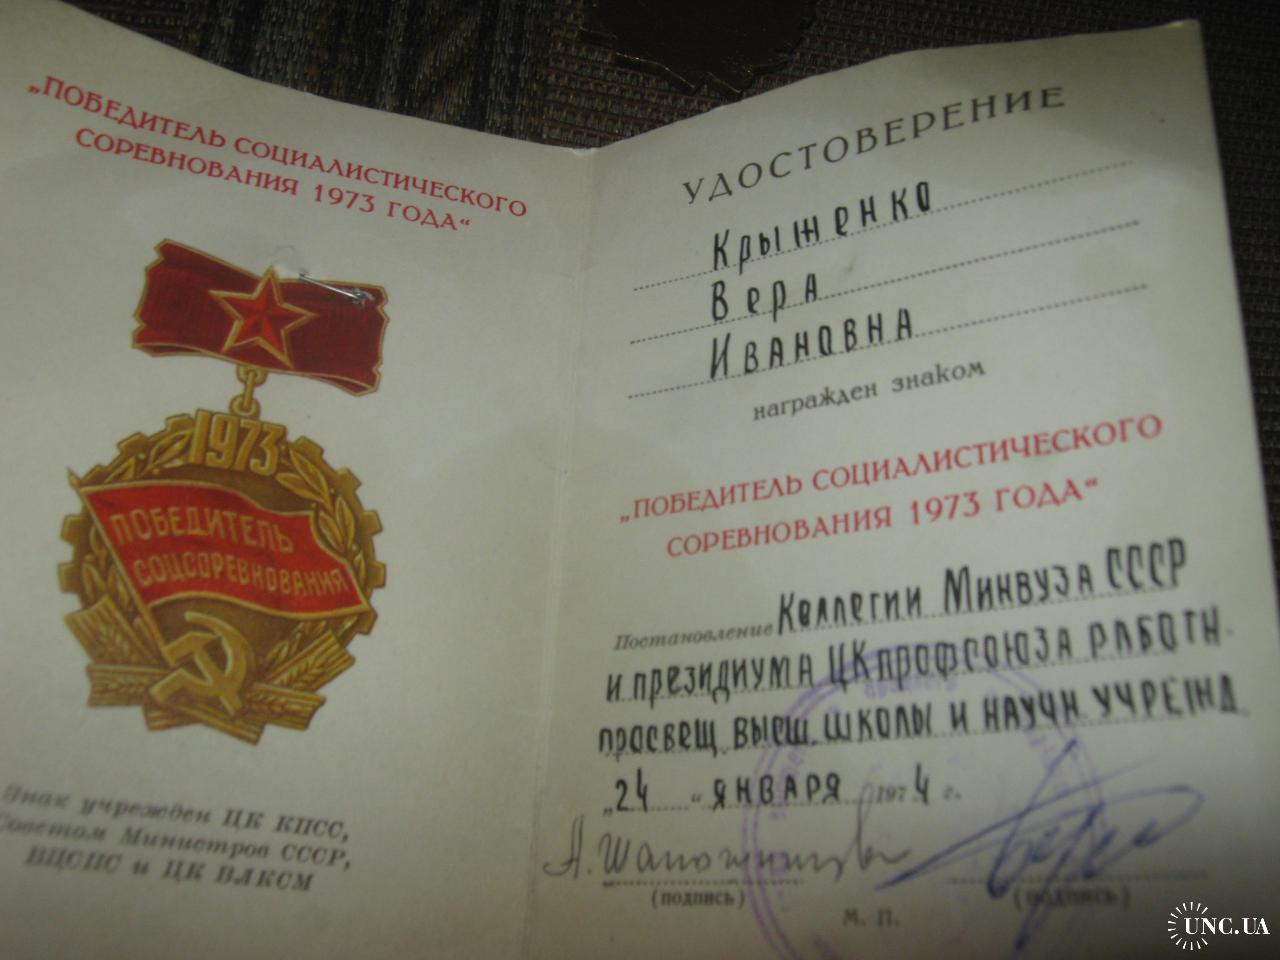 „ПОБЕДИТЕЛЬ СОЦИАЛИСТИЧЕСКОГО
СОРЕВНОВАНИЯ 1973 ГОДА“
1973
ПОБЕДИТЕЛЬ
СОЦСОРЕВНОВАНИЯ
Знак учрежден ЦК КПСС,
Советом Министров СССР,
ВЦСПС и ЦК ВЛКСМ
УДОСТОВЕРЕНИЕ
Крыженко
Вера
Ивановна
награжден знаком
„ПОБЕДИТЕЛЬ СОЦИАЛИСТИЧЕСКОГО
СОРЕВНОВАНИЯ 1973 ГОДА“
Постановление Коллегии Минвуза СССР
и президиума ЦК профсоюза работн.
просвещ. высш. школы и научн. учрежд.
„24“ января 1974 г.
(подпись) (подпись)
М. П.
UNC.UA